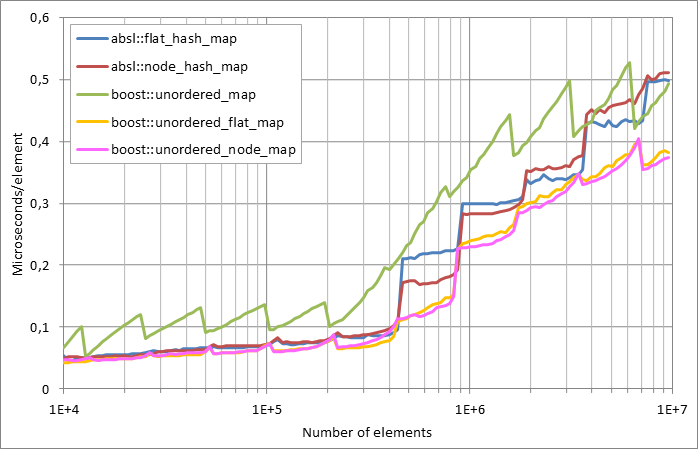 0,6
absl::flat_hash_map
absl::node_hash_map
boost::unordered_map
boost::unordered_flat_map
boost::unordered_node_map
0,5
0,4
0,3
0,2
0,1
0
Microseconds/element
1E+4
1E+5
1E+6
1E+7
Number of elements